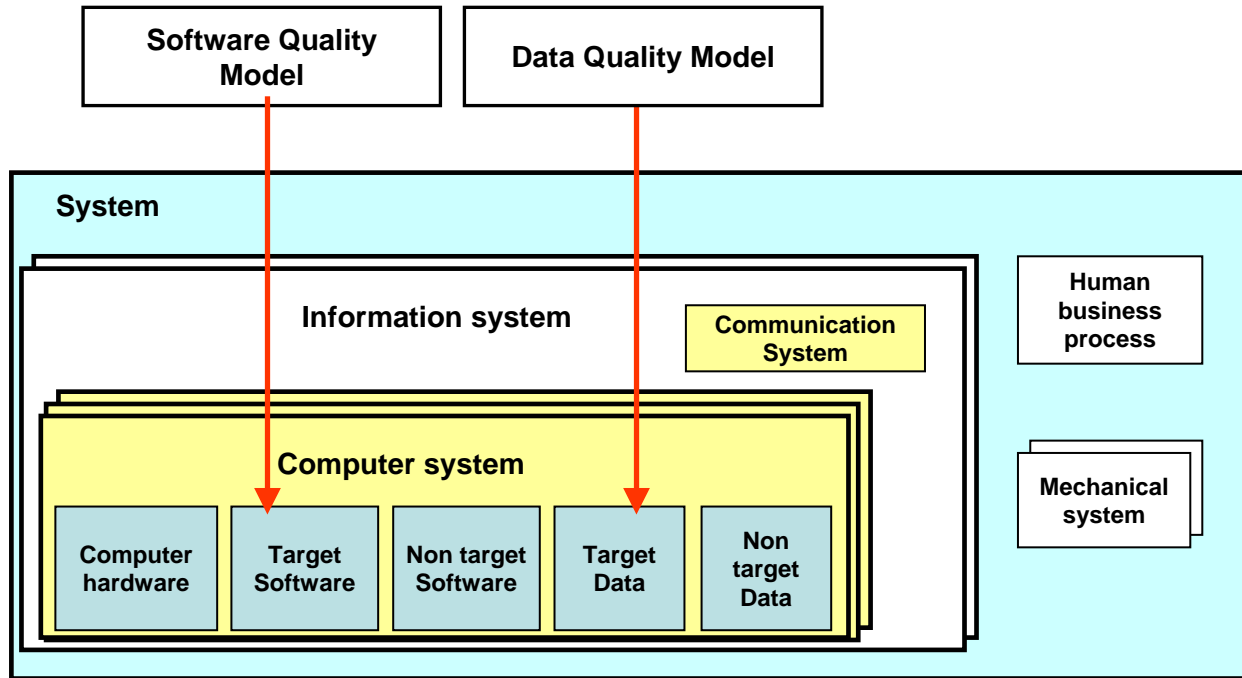 Software Quality
Model
Data Quality Model
System
Information system
Communication
System
Human
business
process
Computer system
Mechanical
system
Computer
hardware
Target
Software
Non target
Software
Target
Data
Non
target
Data